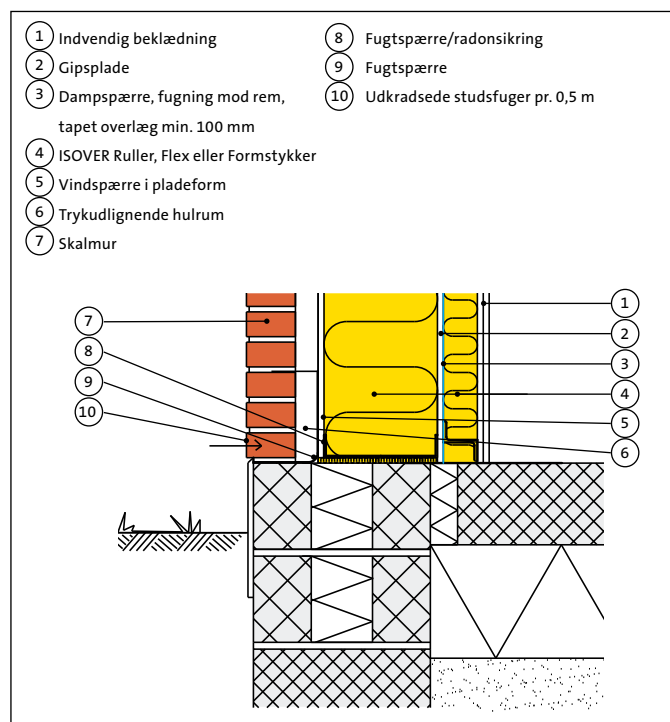 1 Indvendig beklædning
2 Gipsplade
3 Dampspærre, fugning mod rem,
tapet overlæg min. 100 mm
4 ISOVER Ruller, Flex eller Formstykker
5 Vindspærre i pladeform
6 Trykudlignende hulrum
7 Skalmur
8 Fugtspærre/radonsikring
9 Fugtspærre
10 Udkradsede studsfuger pr. 0,5 m
7
8
9
10
1
2
3
4
5
6